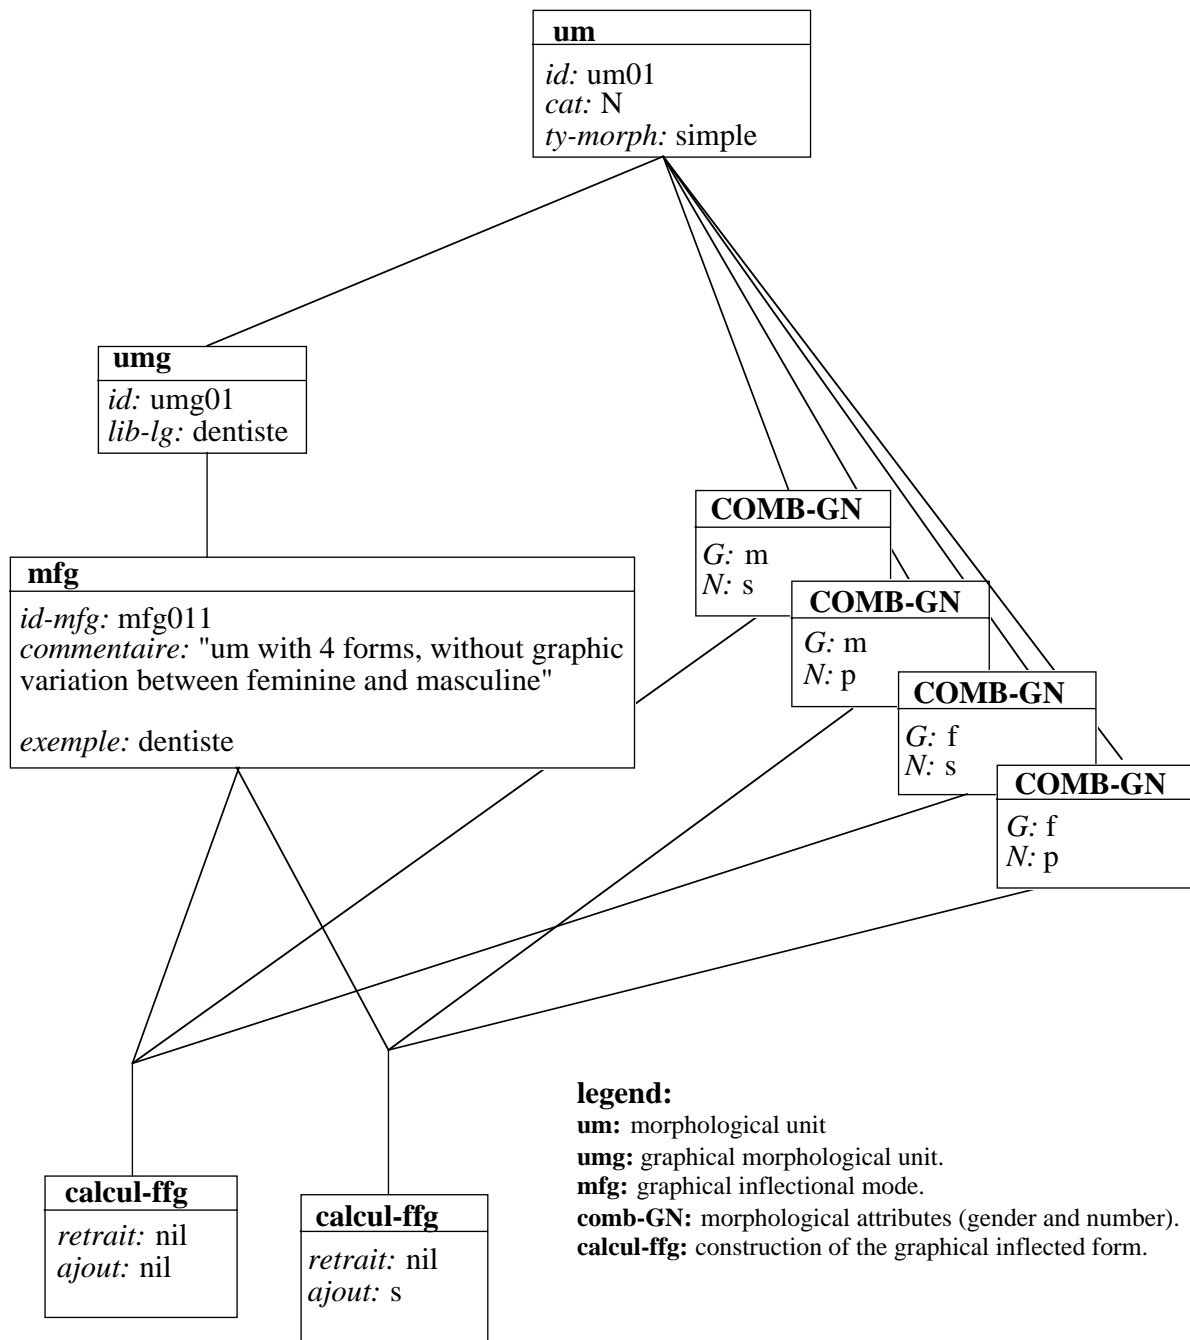 um
id: um01
cat: N
ty-morph: simple
umg
id: umg01
lib-lg: dentiste
COMB-GN
G: m
N: s
mfg
id-mfg: mfg011
commentaire: "um with 4 forms, without graphic
variation between feminine and masculine"
exemple: dentiste
COMB-GN
G: m
N: p
COMB-GN
G: f
N: s
COMB-GN
G: f
N: p
calcul-ffg
retrait: nil
ajout: nil
calcul-ffg
retrait: nil
ajout: s
legend:
um: morphological unit
umg: graphical morphological unit.
mfg: graphical inflectional mode.
comb-GN: morphological attributes (gender and number).
calcul-ffg: construction of the graphical inflected form.